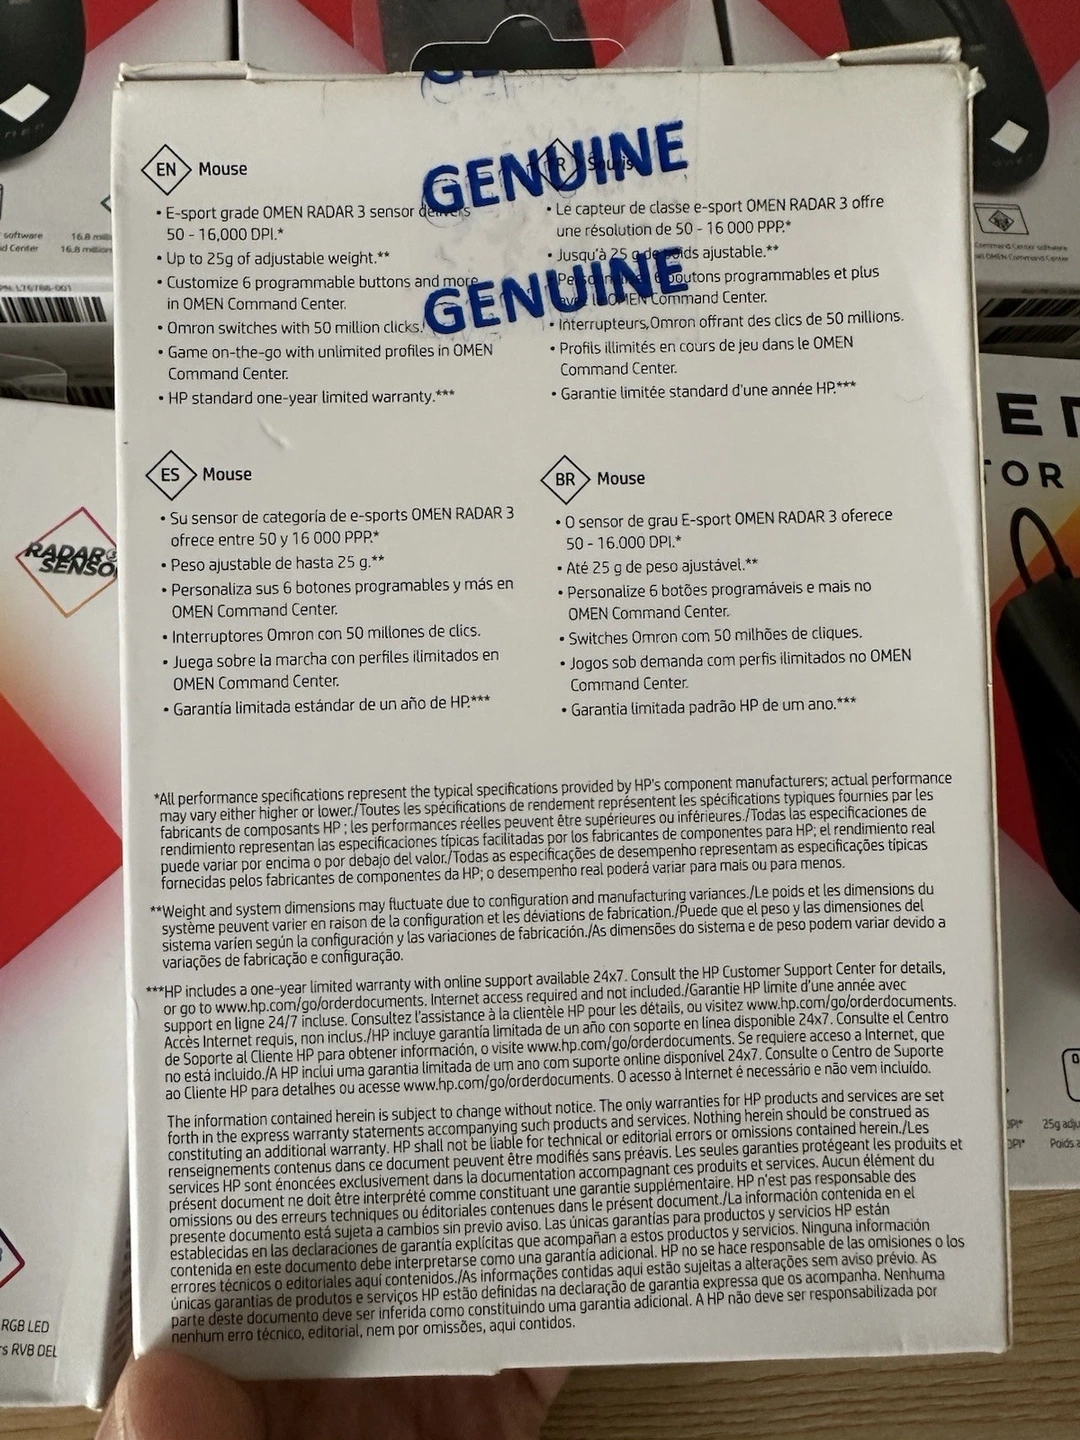 GENUINE
GENUINE
EN Mouse
• E-sport grade OMEN RADAR 3 sensor delivers
50 - 16,000 DPI.*
• Up to 25g of adjustable weight.**
• Customize 6 programmable buttons and more
in OMEN Command Center.
• Omron switches with 50 million clicks.
• Game on-the-go with unlimited profiles in OMEN
Command Center.
• HP standard one-year limited warranty.***
FR Souris
• Le capteur de classe e-sport OMEN RADAR 3 offre
une résolution de 50 - 16 000 PPP.*
• Jusqu'à 25 g de poids ajustable.**
• 6 boutons programmables et plus
avec l'OMEN Command Center.
• Interrupteurs Omron offrant des clics de 50 millions.
• Profils illimités en cours de jeu dans le OMEN
Command Center.
• Garantie limitée standard d'une année HP.***
ES Mouse
• Su sensor de categoría de e-sports OMEN RADAR 3
ofrece entre 50 y 16 000 PPP.*
• Peso ajustable de hasta 25 g.**
• Personaliza sus 6 botones programables y más en
OMEN Command Center.
• Interruptores Omron con 50 millones de clics.
• Juega sobre la marcha con perfiles ilimitados en
OMEN Command Center.
• Garantía limitada estándar de un año de HP.***
BR Mouse
• O sensor de grau E-sport OMEN RADAR 3 oferece
50 - 16.000 DPI.*
• Até 25 g de peso ajustável.**
• Personalize 6 botões programáveis e mais no
OMEN Command Center.
• Switches Omron com 50 milhões de cliques.
• Jogos sob demanda com perfis ilimitados no OMEN
Command Center.
• Garantia limitada padrão HP de um ano.***
*All performance specifications represent the typical specifications provided by HP's component manufacturers; actual performance
may vary either higher or lower./Toutes les spécifications de rendement représentent les spécifications typiques fournies par les
fabricants de composants HP ; les performances réelles peuvent être supérieures ou inférieures./Todas las especificaciones de
rendimiento representan las especificaciones típicas facilitadas por los fabricantes de componentes para HP; el rendimiento real
puede variar por encima o por debajo del valor./Todas as especificações de desempenho representam as especificações típicas
fornecidas pelos fabricantes de componentes da HP; o desempenho real poderá variar para mais ou para menos.
**Weight and system dimensions may fluctuate due to configuration and manufacturing variances./Le poids et les dimensions du
système peuvent varier en raison de la configuration et les déviations de fabrication./Puede que el peso y las dimensiones del
sistema varíen según la configuración y las variaciones de fabricación./As dimensões do sistema e de peso podem variar devido a
variações de fabricação e configuração.
***HP includes a one-year limited warranty with online support available 24x7. Consult the HP Customer Support Center for details,
or go to www.hp.com/go/orderdocuments. Internet access required and not included./Garantie HP limite d'une année avec
support en ligne 24/7 incluse. Consultez l'assistance à la clientèle HP pour les détails, ou visitez www.hp.com/go/orderdocuments.
Accès Internet requis, non inclus./HP incluye garantía limitada de un año con soporte en línea disponible 24x7. Consulte el Centro
de Soporte al Cliente HP para obtener información, o visite www.hp.com/go/orderdocuments. Se requiere acceso a Internet, que
no está incluido./A HP inclui uma garantia limitada de um ano com suporte online disponível 24x7. Consulte o Centro de Suporte
ao Cliente HP para detalhes ou acesse www.hp.com/go/orderdocuments. O acesso à Internet é necessário e não vem incluído.
The information contained herein is subject to change without notice. The only warranties for HP products and services are set
forth in the express warranty statements accompanying such products and services. Nothing herein should be construed as
constituting an additional warranty. HP shall not be liable for technical or editorial errors or omissions contained herein./Les
renseignements contenus dans ce document peuvent être modifiés sans préavis. Les seules garanties protégeant les produits et
services HP sont énoncées exclusivement dans la documentation accompagnant ces produits et services. Aucun élément du
présent document ne doit être interprété comme constituant une garantie supplémentaire. HP n'est pas responsable des
omissions ou des erreurs techniques ou éditoriales contenues dans le présent document./La información contenida en el
presente documento está sujeta a cambios sin previo aviso. Las únicas garantías para productos y servicios HP están
establecidas en las declaraciones de garantía explícitas que acompañan a estos productos y servicios. Ninguna información
contenida en este documento debe interpretarse como una garantía adicional. HP no se hace responsable de las omisiones o los
errores técnicos o editoriales aquí contenidos./As informações contidas aqui estão sujeitas a alterações sem aviso prévio. As
únicas garantias de produtos e serviços HP estão definidas na declaração de garantia expressa que os acompanha. Nenhuma
parte deste documento deve ser inferida como constituindo uma garantia adicional. A HP não deve ser responsabilizada por
nenhum erro técnico, editorial, nem por omissões, aqui contidos.
software
16.8
Center
16.8 million
RADAR 3
SENSOR
RGB LED
RVB DEL
Command Center software
OMEN Command Center
TOR
25g
Poids